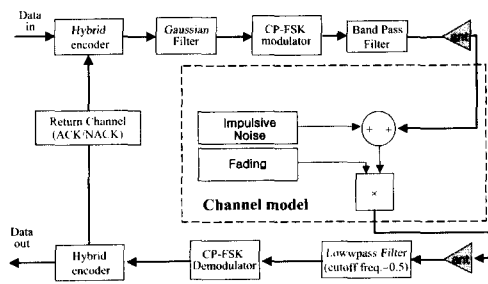 Data
in
Hybrid
encoder
Gaussian
Filter
CP-FSK
modulator
Band Pass
Filter
ant
Return Channel
(ACK/NACK)
Impulsive
Noise
+ +
Fading
×
Channel model
Data
out
Hybrid
encoder
CP-FSK
Demodulator
Lowwpass Filter
(cutoff freq.-0.5)
ant